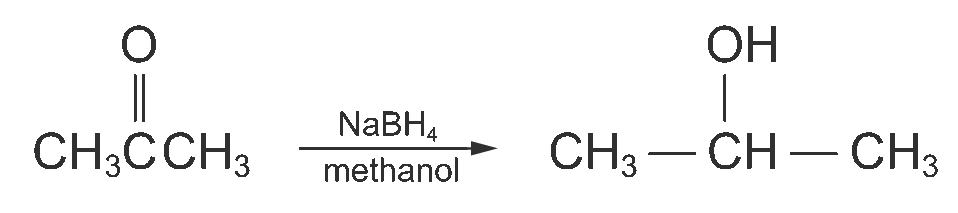 O
CH₃CCH₃
NaBH₄
methanol
OH
CH₃ — CH — CH₃